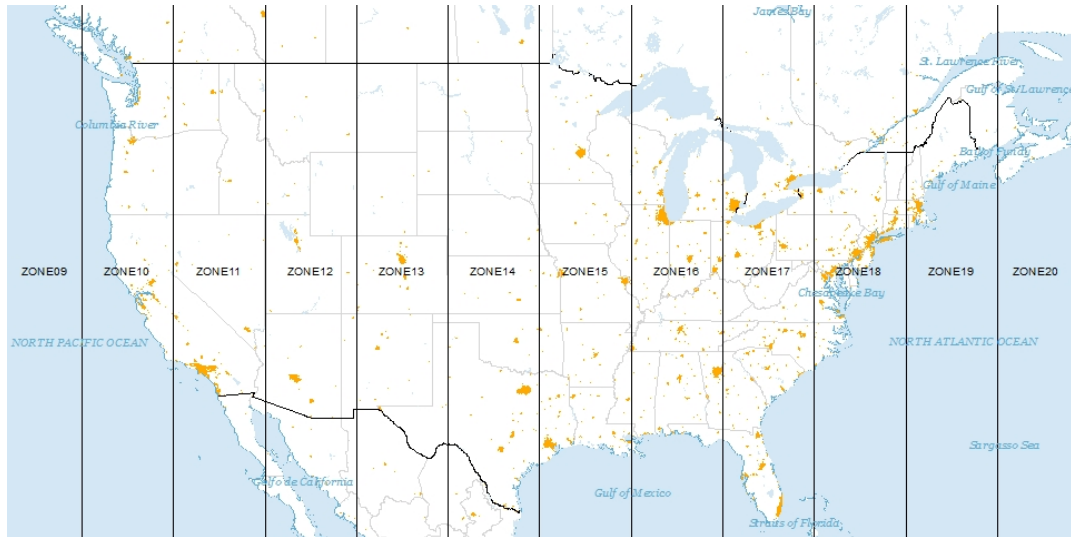 James Bay
St. Lawrence River
Gulf of St Lawrence
Columbia River
Bay of Fundy
Gulf of Maine
ZONE09 ZONE10 ZONE11 ZONE12 ZONE13 ZONE14 ZONE15 ZONE16 ZONE17 ZONE18 ZONE19 ZONE20
Chesapeake Bay
NORTH PACIFIC OCEAN NORTH ATLANTIC OCEAN
Sargasso Sea
Golfo de California
Gulf of Mexico
Straits of Florida